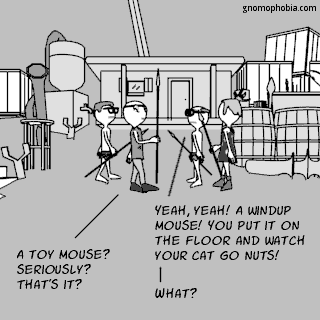 gnomophobia.com
A TOY MOUSE?
SERIOUSLY?
THAT'S IT?
YEAH, YEAH! A WINDUP
MOUSE! YOU PUT IT ON
THE FLOOR AND WATCH
YOUR CAT GO NUTS!
WHAT?